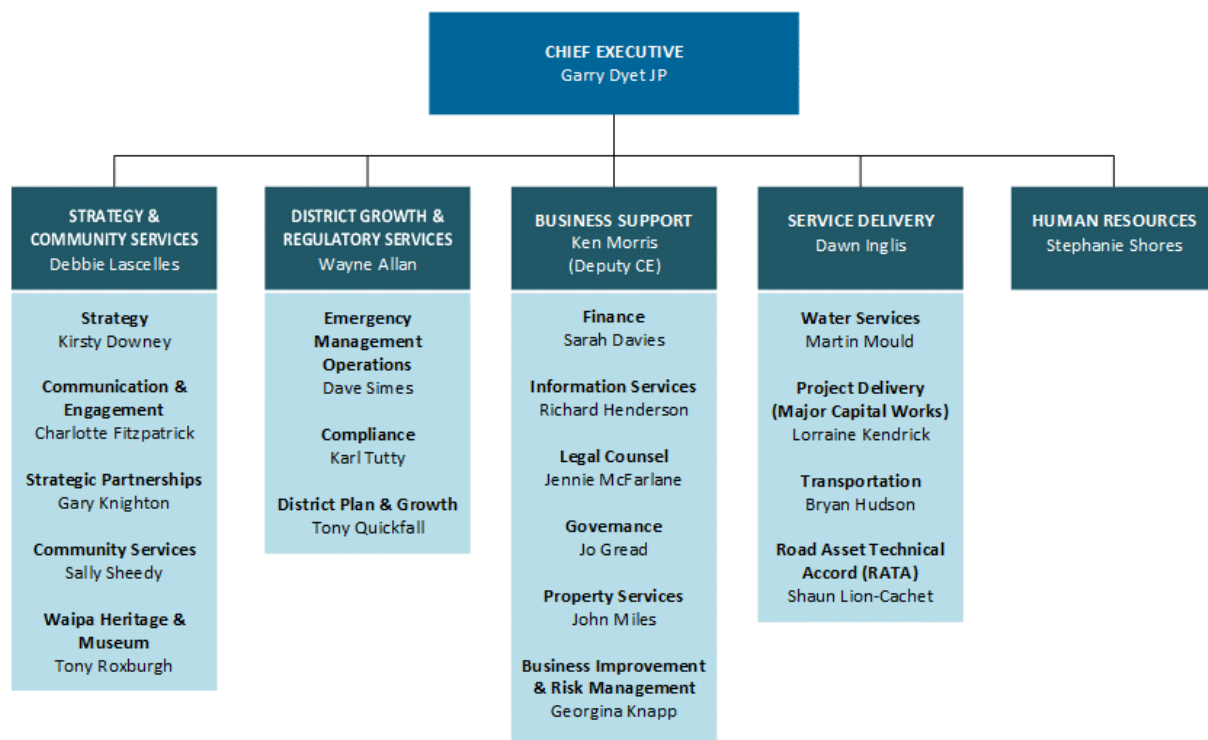 CHIEF EXECUTIVE
Garry Dyet JP
STRATEGY &
COMMUNITY SERVICES
Debbie Lascelles
Strategy
Kirsty Downey
Communication &
Engagement
Charlotte Fitzpatrick
Strategic Partnerships
Gary Knighton
Community Services
Sally Sheedy
Waipa Heritage &
Museum
Tony Roxburgh
DISTRICT GROWTH &
REGULATORY SERVICES
Wayne Allan
Emergency
Management
Operations
Dave Simes
Compliance
Karl Tutty
District Plan & Growth
Tony Quickfall
BUSINESS SUPPORT
Ken Morris
(Deputy CE)
Finance
Sarah Davies
Information Services
Richard Henderson
Legal Counsel
Jennie McFarlane
Governance
Jo Gread
Property Services
John Miles
Business Improvement
& Risk Management
Georgina Knapp
SERVICE DELIVERY
Dawn Inglis
Water Services
Martin Mould
Project Delivery
(Major Capital Works)
Lorraine Kendrick
Transportation
Bryan Hudson
Road Asset Technical
Accord (RATA)
Shaun Lion-Cachet
HUMAN RESOURCES
Stephanie Shores